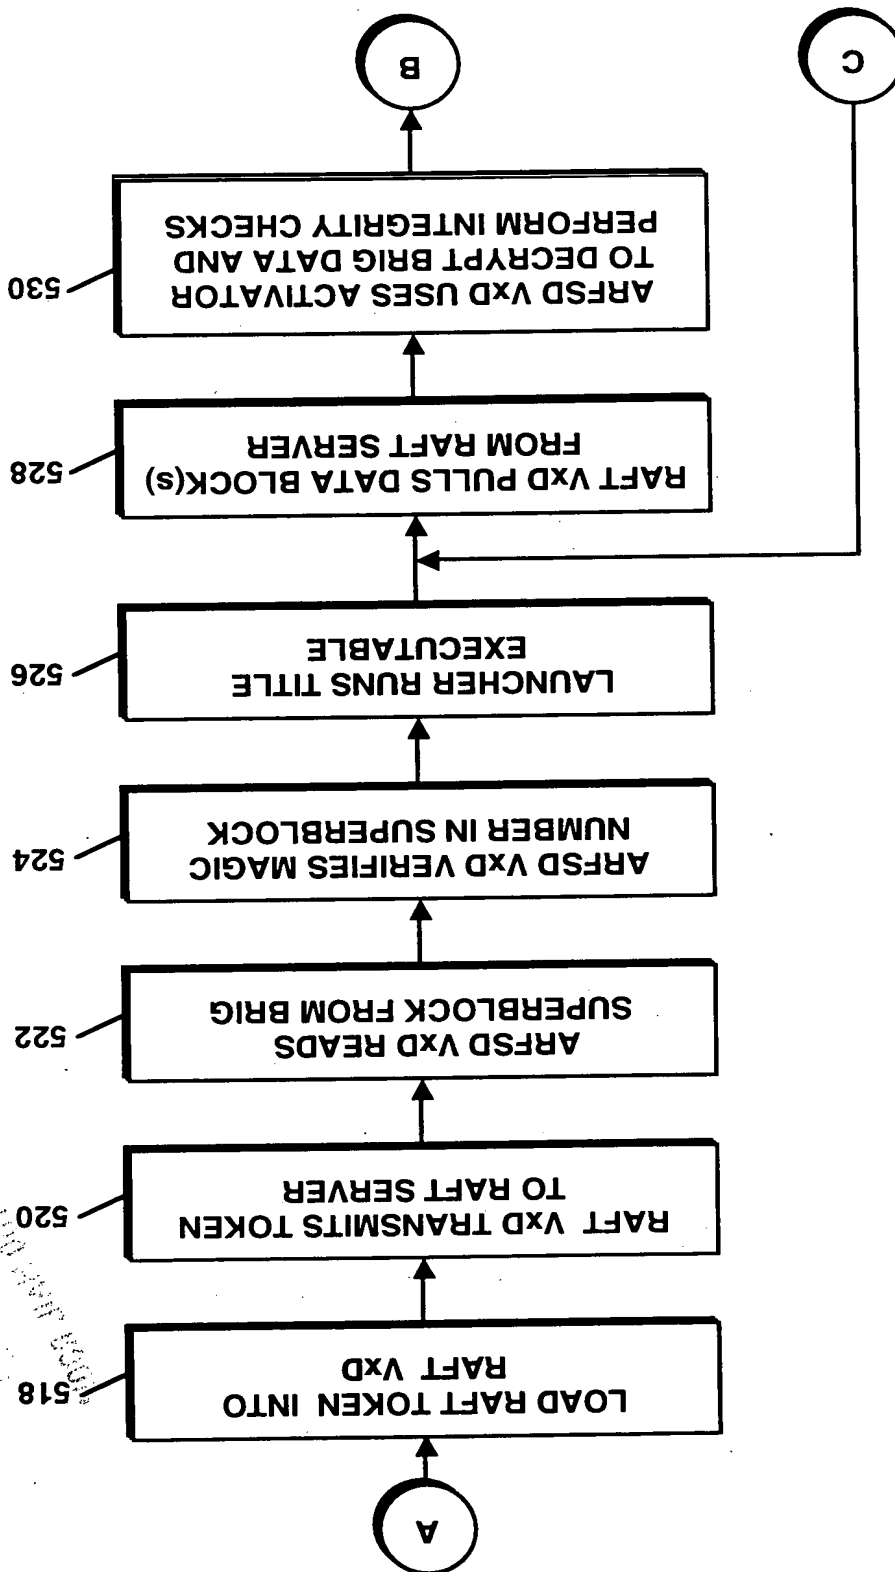 A
LOAD RAFT TOKEN INTO
RAFT VxD
518
RAFT VxD TRANSMITS TOKEN
TO RAFT SERVER
520
ARFSD VxD READS
SUPERBLOCK FROM BRIG
522
ARFSD VxD VERIFIES MAGIC
NUMBER IN SUPERBLOCK
524
LAUNCHER RUNS TITLE
EXECUTABLE
526
RAFT VxD PULLS DATA BLOCK(s)
FROM RAFT SERVER
528
ARFSD VxD USES ACTIVATOR
TO DECRYPT BRIG DATA AND
PERFORM INTEGRITY CHECKS
530
C
B